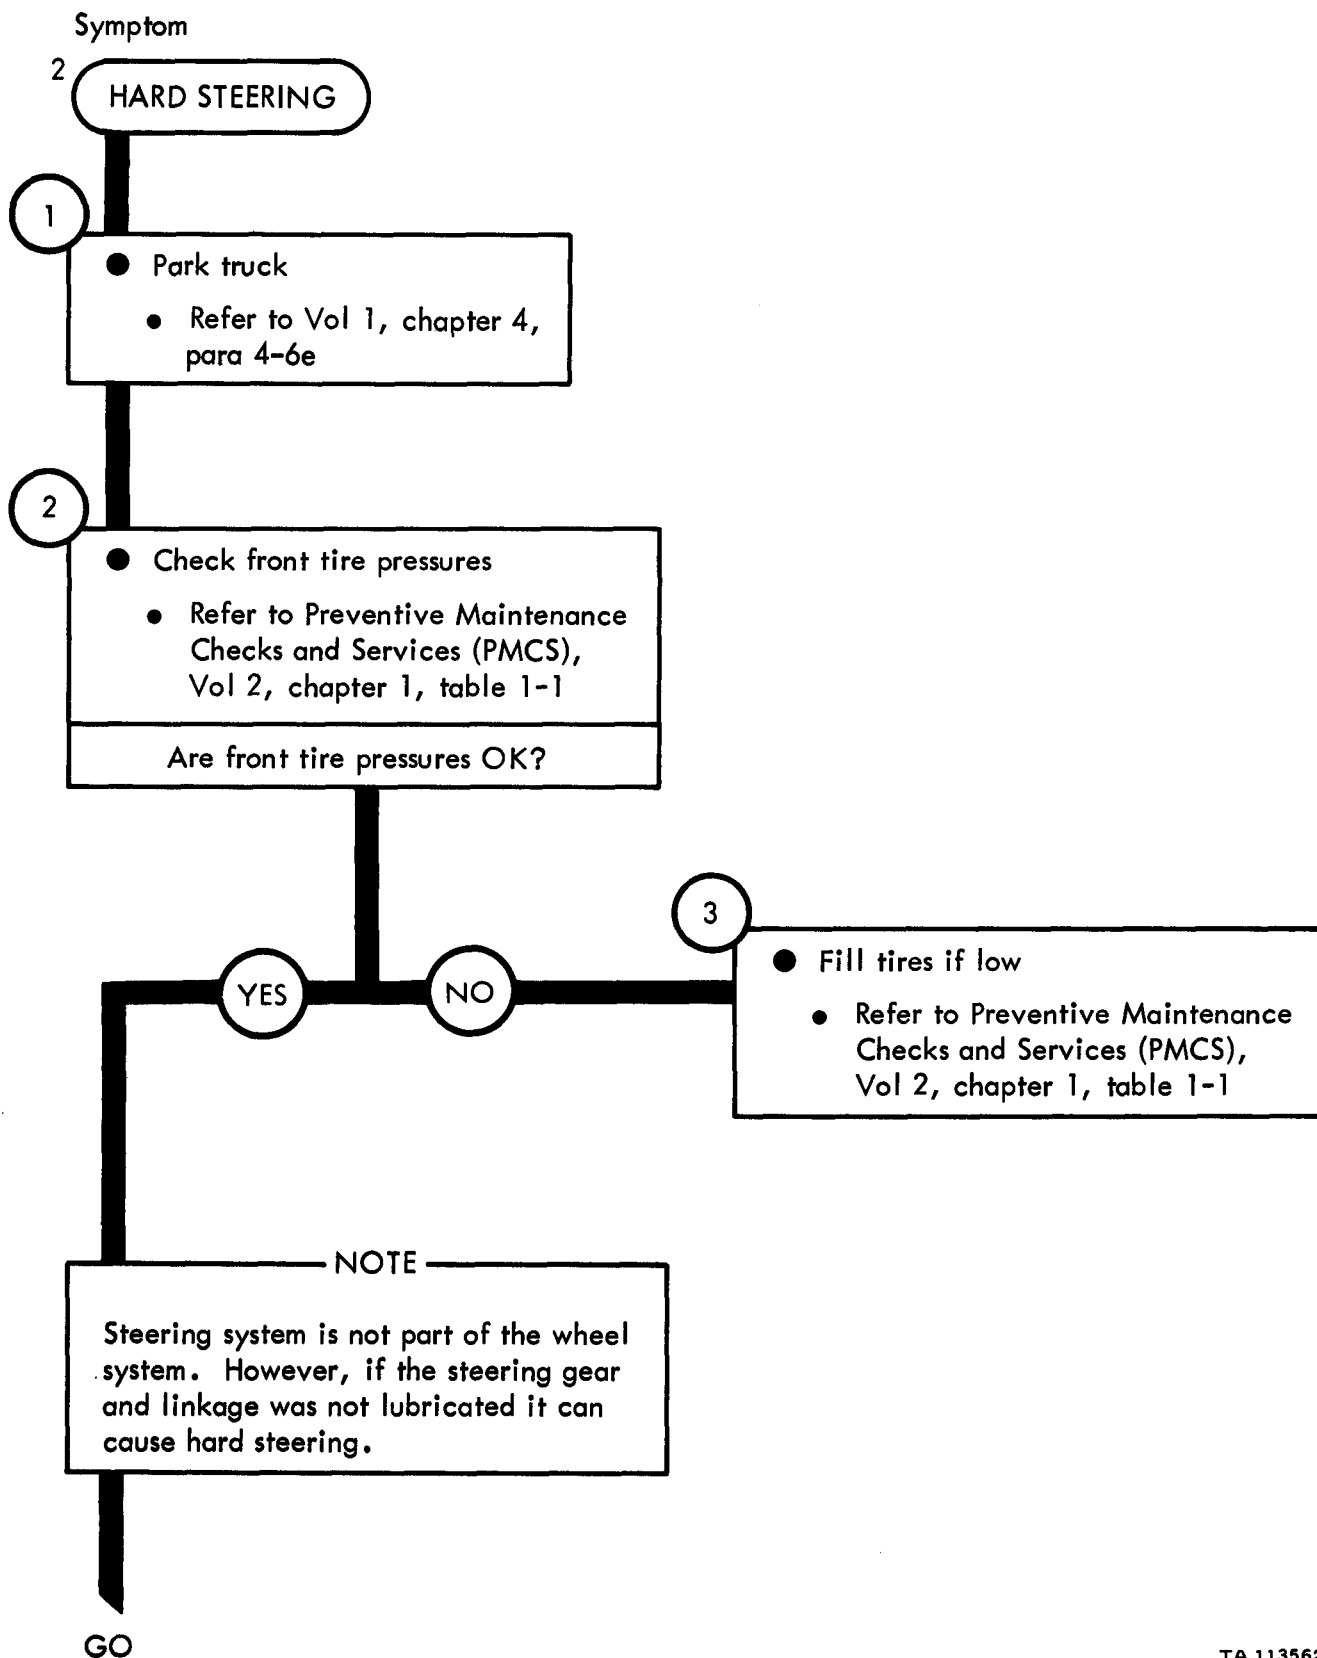 Symptom
2
HARD STEERING
1
● Park truck
● Refer to Vol 1, chapter 4,
para 4-6e
2
● Check front tire pressures
● Refer to Preventive Maintenance
Checks and Services (PMCS),
Vol 2, chapter 1, table 1-1
Are front tire pressures OK?
YES
NO
3
● Fill tires if low
● Refer to Preventive Maintenance
Checks and Services (PMCS),
Vol 2, chapter 1, table 1-1
NOTE
Steering system is not part of the wheel
system. However, if the steering gear
and linkage was not lubricated it can
cause hard steering.
GO
TA 113562